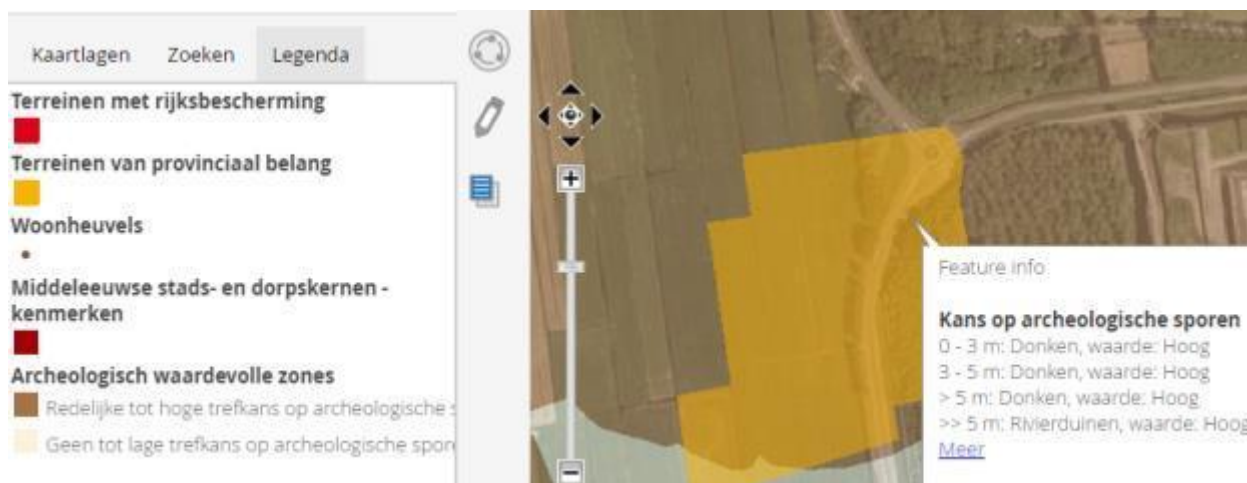 Kaartlagen Zoeken Legenda
Terreinen met rijksbescherming
Terreinen van provinciaal belang
Woonheuvels
Middeleeuwse stads- en dorpskernen -
kenmerken
Archeologisch waardevolle zones
Redelijke tot hoge trefkans op archeologische s
Geen tot lage trefkans op archeologische spor
Feature info
Kans op archeologische sporen
0 - 3 m: Donken, waarde: Hoog
3 - 5 m: Donken, waarde: Hoog
> 5 m: Donken, waarde: Hoog
>> 5 m: Rivierduinen, waarde: Hoog
Meer